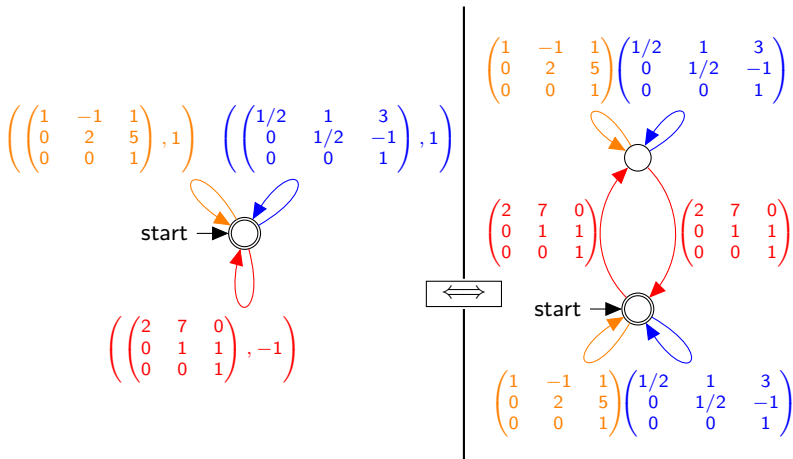 1 -1 1
0 2 5
0 0 1
1/2 1 3
0 1/2 -1
0 0 1
((1 -1 1
0 2 5
0 0 1), 1)
((1/2 1 3
0 1/2 -1
0 0 1), 1)
start
2 7 0
0 1 1
0 0 1
2 7 0
0 1 1
0 0 1
⟺
start
((2 7 0
0 1 1
0 0 1), -1)
1 -1 1
0 2 5
0 0 1
1/2 1 3
0 1/2 -1
0 0 1